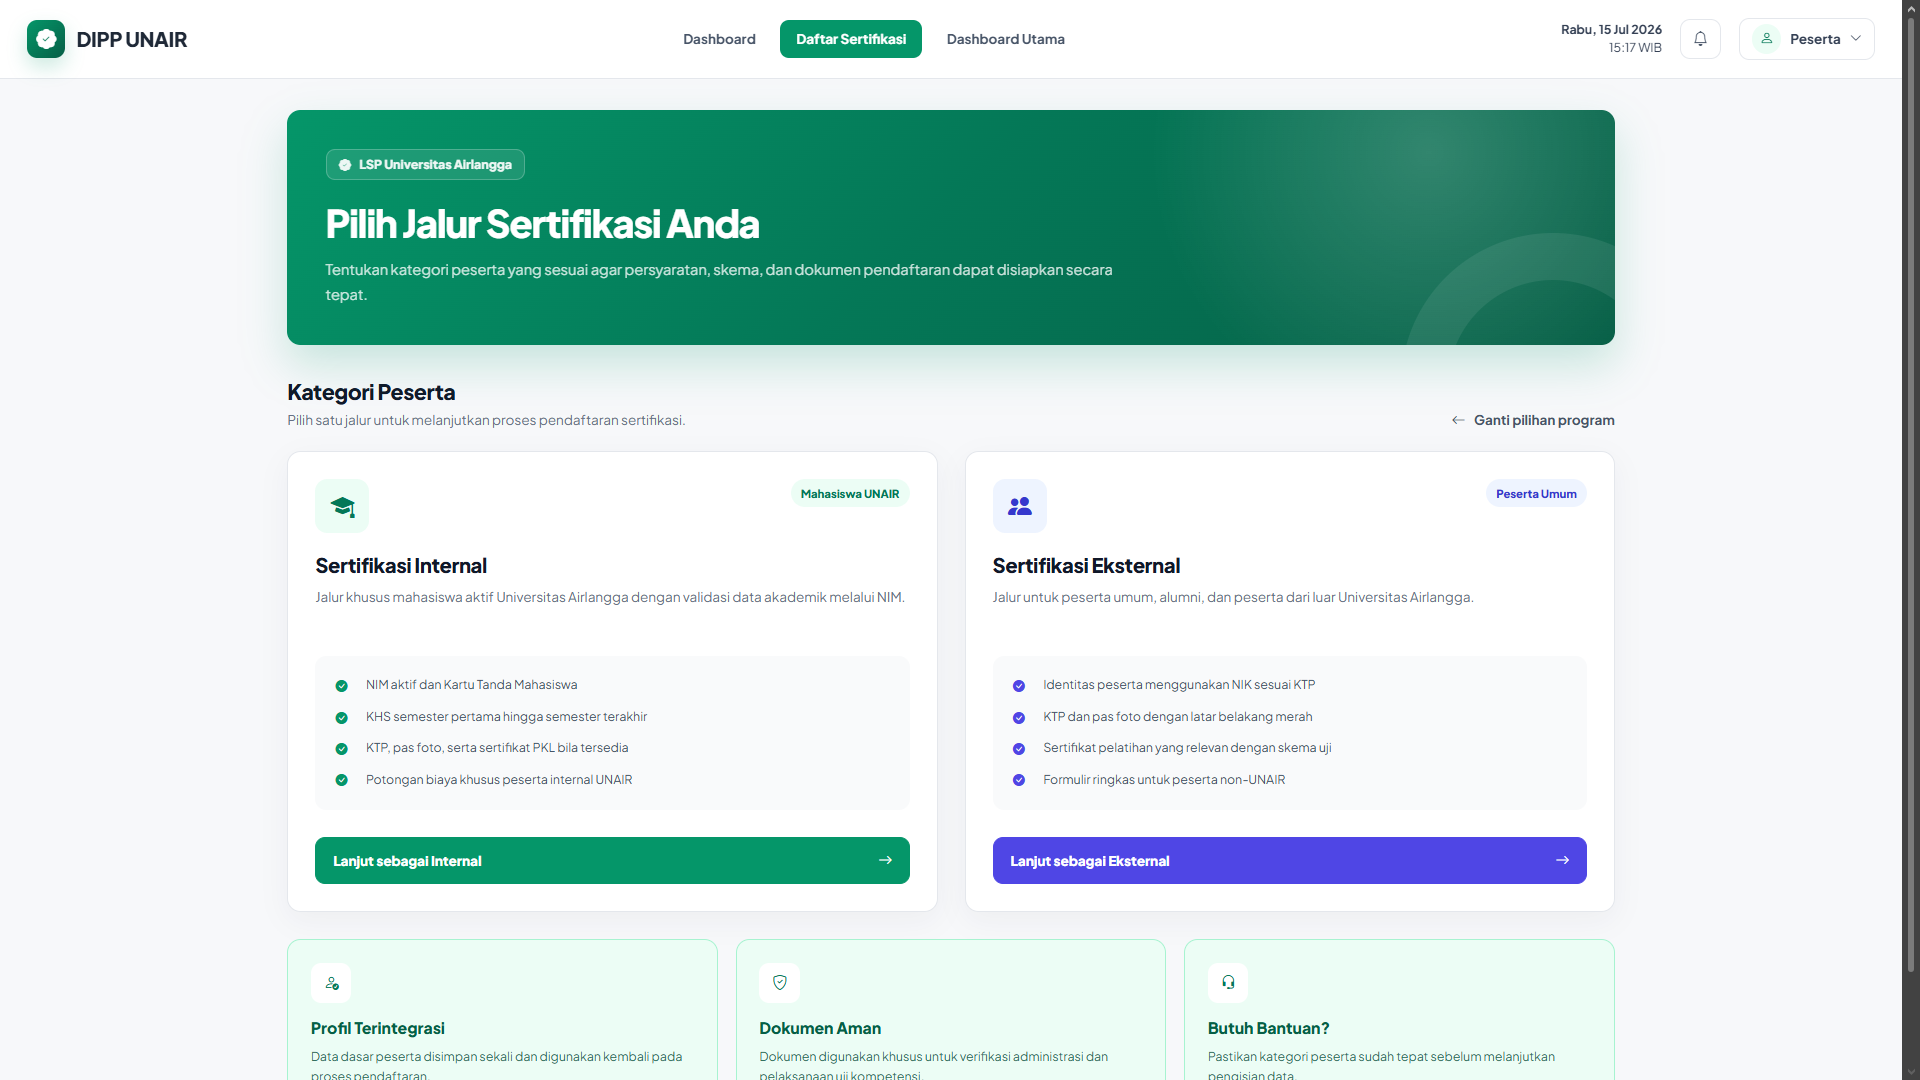 DIPP UNAIR
Dashboard
Daftar Sertifikasi
Dashboard Utama
Rabu, 15 Jul 2026
15:17 WIB
Peserta
LSP Universitas Airlangga
Pilih Jalur Sertifikasi Anda
Tentukan kategori peserta yang sesuai agar persyaratan, skema, dan dokumen pendaftaran dapat disiapkan secara
tepat.
Kategori Peserta
Pilih satu jalur untuk melanjutkan proses pendaftaran sertifikasi.
Ganti pilihan program
Mahasiswa UNAIR
Sertifikasi Internal
Jalur khusus mahasiswa aktif Universitas Airlangga dengan validasi data akademik melalui NIM.
NIM aktif dan Kartu Tanda Mahasiswa
KHS semester pertama hingga semester terakhir
KTP, pas foto, serta sertifikat PKL bila tersedia
Potongan biaya khusus peserta internal UNAIR
Lanjut sebagai Internal
Peserta Umum
Sertifikasi Eksternal
Jalur untuk peserta umum, alumni, dan peserta dari luar Universitas Airlangga.
Identitas peserta menggunakan NIK sesuai KTP
KTP dan pas foto dengan latar belakang merah
Sertifikat pelatihan yang relevan dengan skema uji
Formulir ringkas untuk peserta non-UNAIR
Lanjut sebagai Eksternal
Profil Terintegrasi
Data dasar peserta disimpan sekali dan digunakan kembali pada
proses pendaftaran.
Dokumen Aman
Dokumen digunakan khusus untuk verifikasi administrasi dan
pelaksanaan uji kompetensi.
Butuh Bantuan?
Pastikan kategori peserta sudah tepat sebelum melanjutkan
pengisian data.